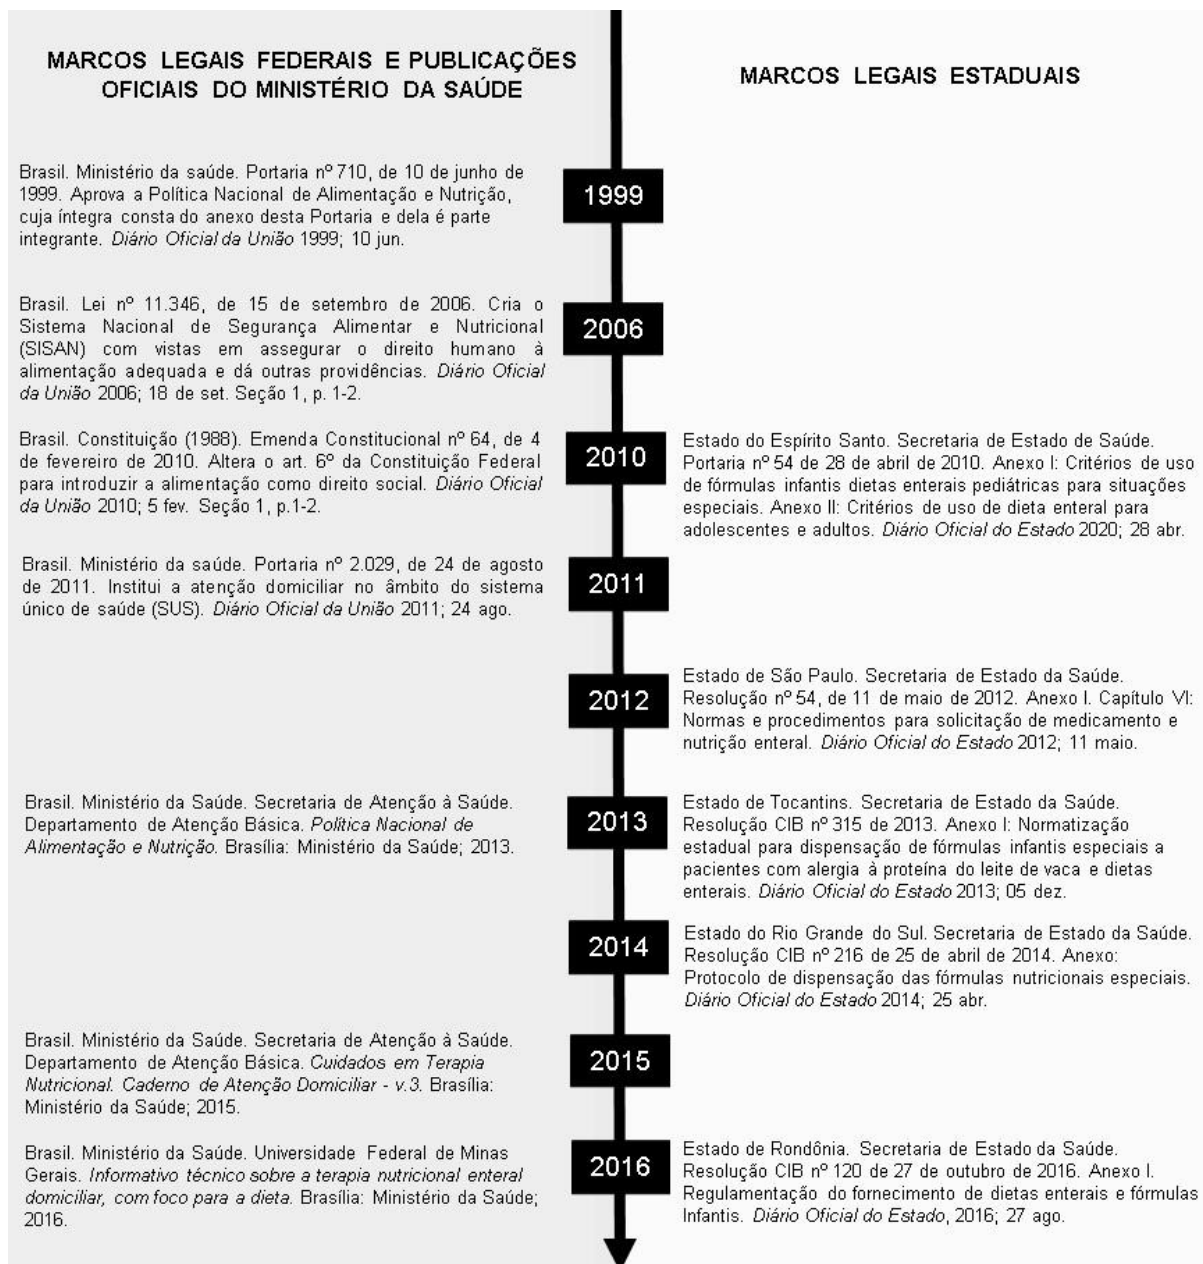 MARCOS LEGAIS FEDERAIS E PUBLICAÇÕES
OFICIAIS DO MINISTÉRIO DA SAÚDE
MARCOS LEGAIS ESTADUAIS
Brasil. Ministério da saúde. Portaria nº 710, de 10 de junho de
1999. Aprova a Política Nacional de Alimentação e Nutrição,
cuja íntegra consta do anexo desta Portaria e dela é parte
integrante. Diário Oficial da União 1999; 10 jun.
1999
Brasil. Lei nº 11.346, de 15 de setembro de 2006. Cria o
Sistema Nacional de Segurança Alimentar e Nutricional
(SISAN) com vistas em assegurar o direito humano à
alimentação adequada e dá outras providências. Diário Oficial
da União 2006; 18 de set. Seção 1, p. 1-2.
2006
Brasil. Constituição (1988). Emenda Constitucional nº 64, de 4
de fevereiro de 2010. Altera o art. 6º da Constituição Federal
para introduzir a alimentação como direito social. Diário Oficial
da União 2010; 5 fev. Seção 1, p.1-2.
2010
Estado do Espírito Santo. Secretaria de Estado de Saúde.
Portaria nº 54 de 28 de abril de 2010. Anexo I: Critérios de uso
de fórmulas infantis dietas enterais pediátricas para situações
especiais. Anexo II: Critérios de uso de dieta enteral para
adolescentes e adultos. Diário Oficial do Estado 2020; 28 abr.
Brasil. Ministério da saúde. Portaria nº 2.029, de 24 de agosto
de 2011. Institui a atenção domiciliar no âmbito do sistema
único de saúde (SUS). Diário Oficial da União 2011; 24 ago.
2011
2012
Estado de São Paulo. Secretaria de Estado da Saúde.
Resolução nº 54, de 11 de maio de 2012. Anexo I. Capítulo VI:
Normas e procedimentos para solicitação de medicamento e
nutrição enteral. Diário Oficial do Estado 2012; 11 maio.
Brasil. Ministério da Saúde. Secretaria de Atenção à Saúde.
Departamento de Atenção Básica. Política Nacional de
Alimentação e Nutrição. Brasília: Ministério da Saúde; 2013.
2013
Estado de Tocantins. Secretaria de Estado da Saúde.
Resolução CIB nº 315 de 2013. Anexo I: Normatização
estadual para dispensação de fórmulas infantis especiais a
pacientes com alergia à proteína do leite de vaca e dietas
enterais. Diário Oficial do Estado 2013; 05 dez.
2014
Estado do Rio Grande do Sul. Secretaria de Estado da Saúde.
Resolução CIB nº 216 de 25 de abril de 2014. Anexo:
Protocolo de dispensação das fórmulas nutricionais especiais.
Diário Oficial do Estado 2014; 25 abr.
Brasil. Ministério da Saúde. Secretaria de Atenção à Saúde.
Departamento de Atenção Básica. Cuidados em Terapia
Nutricional. Caderno de Atenção Domiciliar - v.3. Brasília:
Ministério da Saúde; 2015.
2015
Brasil. Ministério da Saúde. Universidade Federal de Minas
Gerais. Informativo técnico sobre a terapia nutricional enteral
domiciliar, com foco para a dieta. Brasília: Ministério da Saúde;
2016.
2016
Estado de Rondônia. Secretaria de Estado da Saúde.
Resolução CIB nº 120 de 27 de outubro de 2016. Anexo I.
Regulamentação do fornecimento de dietas enterais e fórmulas
Infantis. Diário Oficial do Estado, 2016; 27 ago.